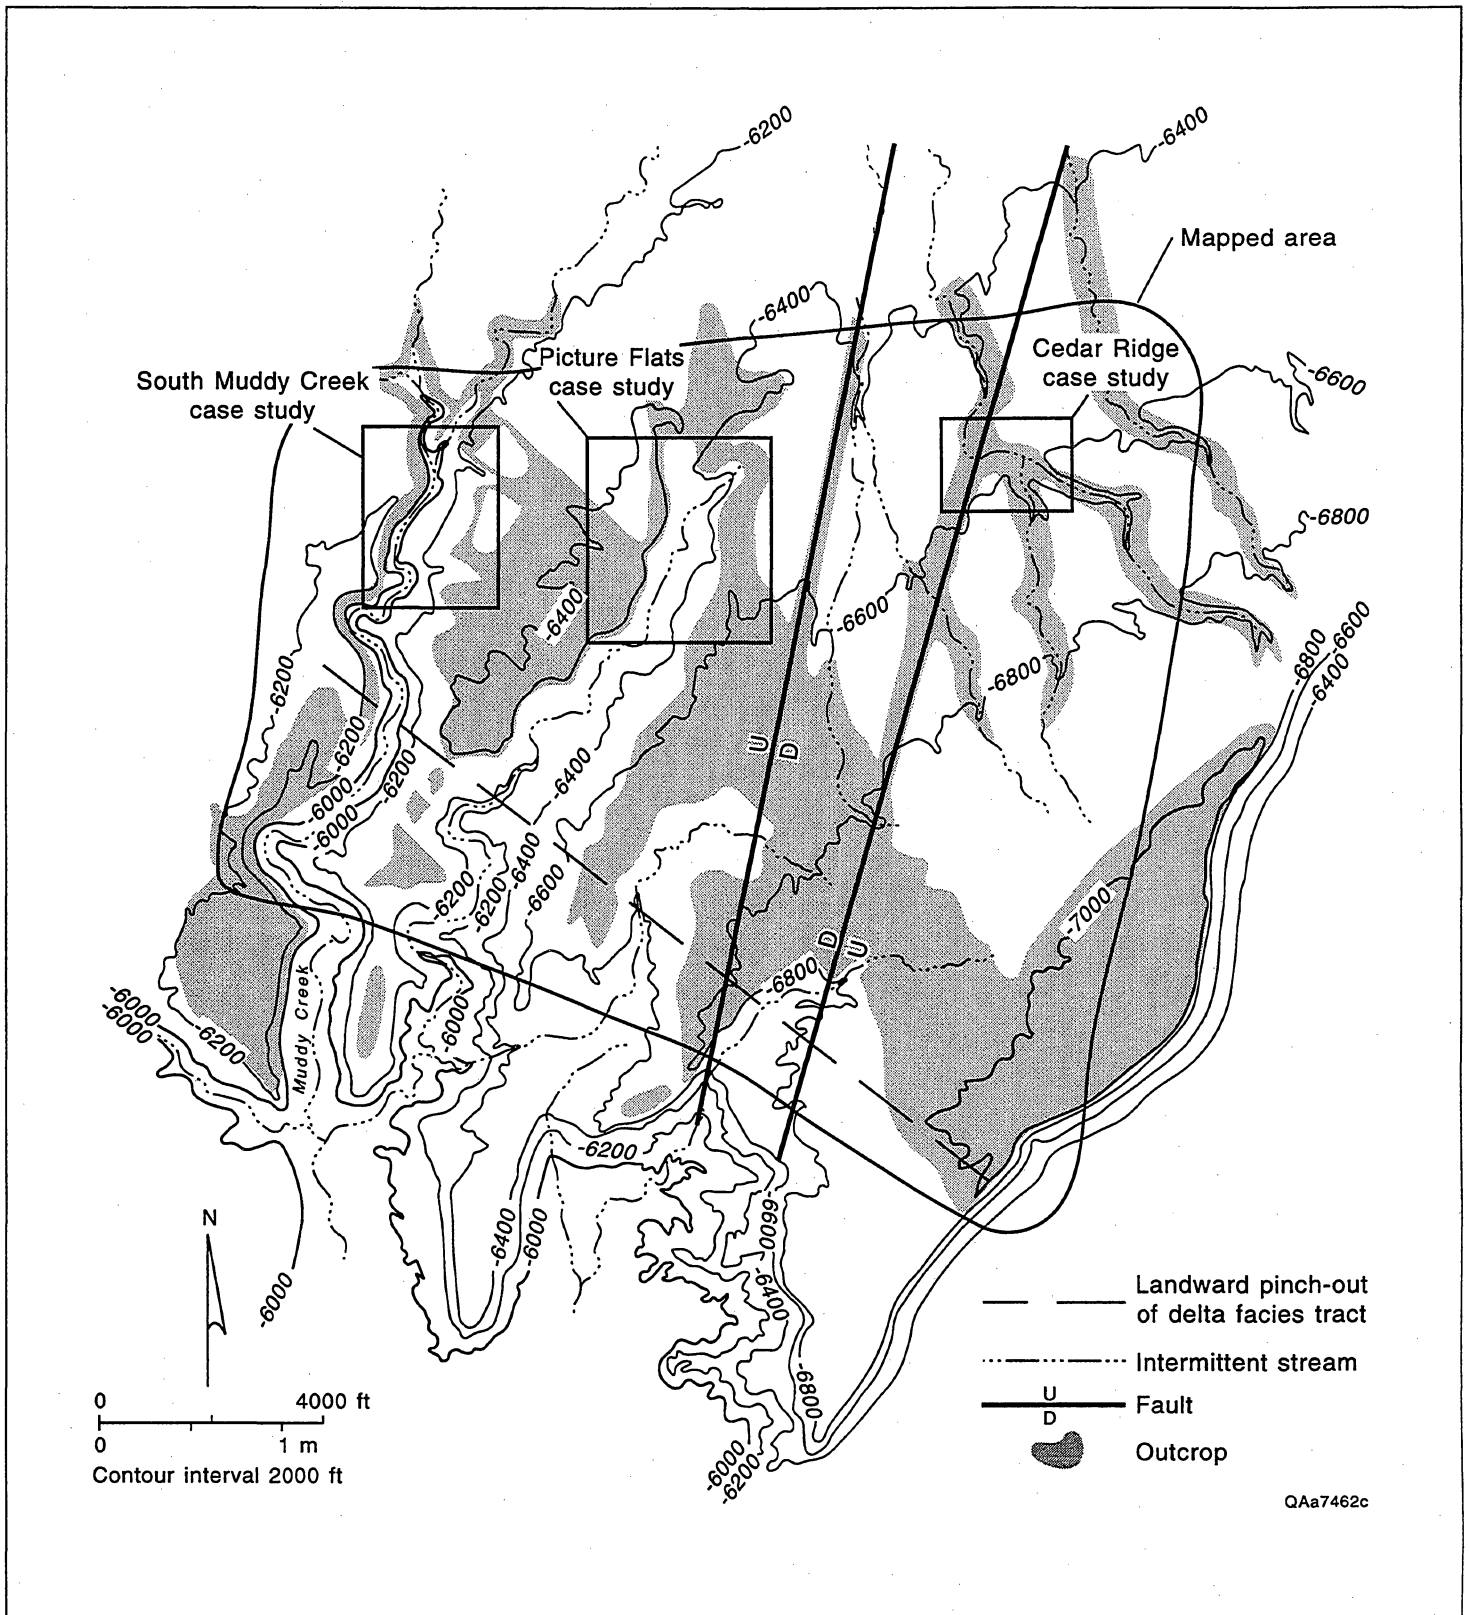 -6200
-6400
Mapped area
-6400
Picture Flats
case study
Cedar Ridge
case study
South Muddy Creek
case study
-6600
-6800
-6400
-6600
-6800
-6200
-6800
-6600
-6400
-6200
U
D
-6400
-6000
-6200
-6000
-6400
-6200
-6200
-6600
-7000
D
U
-6800
Muddy Creek
-6000
-6000
-6200
-6000
-6200
N
-6600
-6400
-6000
-6400
-6000
-6800
Landward pinch-out
of delta facies tract
Intermittent stream
U
D
Fault
Outcrop
0 4000 ft
0 1 m
Contour interval 2000 ft
-6000
-6200
QAa7462c